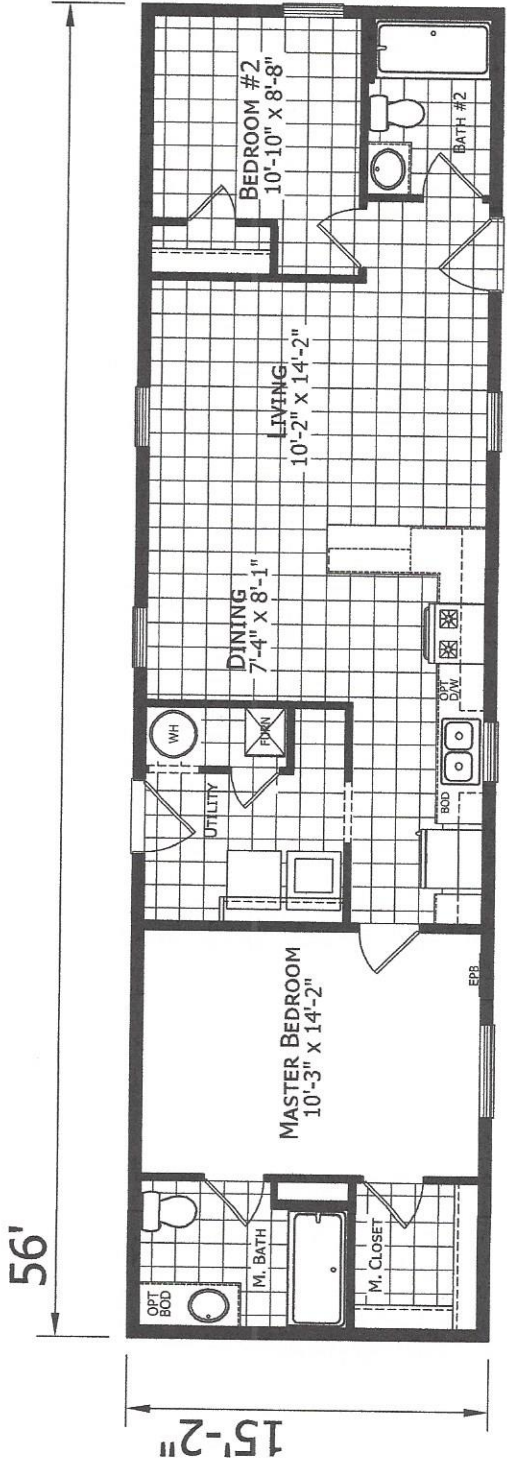 56'
15'-2"
OPT
BOD
M. BATH
M. CLOSET
MASTER BEDROOM
10'-3" x 14'-2"
EPB
UTILITY
WH
FURN
BOD
OPT
D/W
DINING
7'-4" x 8'-1"
LIVING
10'-2" x 14'-2"
BEDROOM #2
10'-10" x 8'-8"
BATH #2